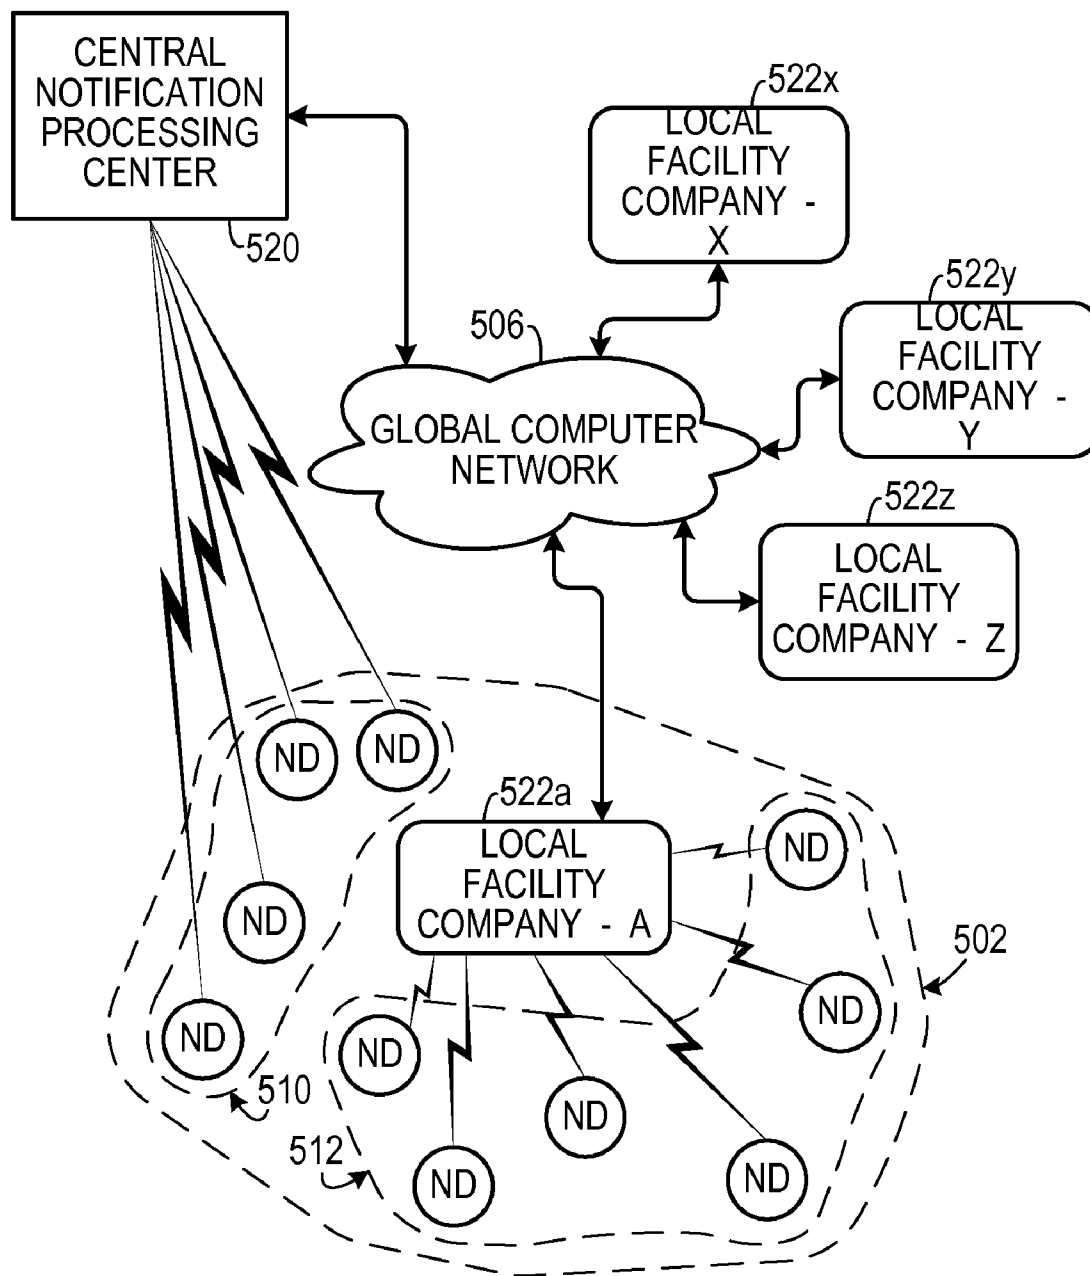 CENTRAL
NOTIFICATION
PROCESSING
CENTER
520
522x
LOCAL
FACILITY
COMPANY -
X
522y
LOCAL
FACILITY
COMPANY -
Y
506
GLOBAL COMPUTER
NETWORK
522z
LOCAL
FACILITY
COMPANY - Z
ND
ND
522a
LOCAL
FACILITY
COMPANY - A
ND
ND
502
ND
ND
ND
510
ND
512
ND
ND